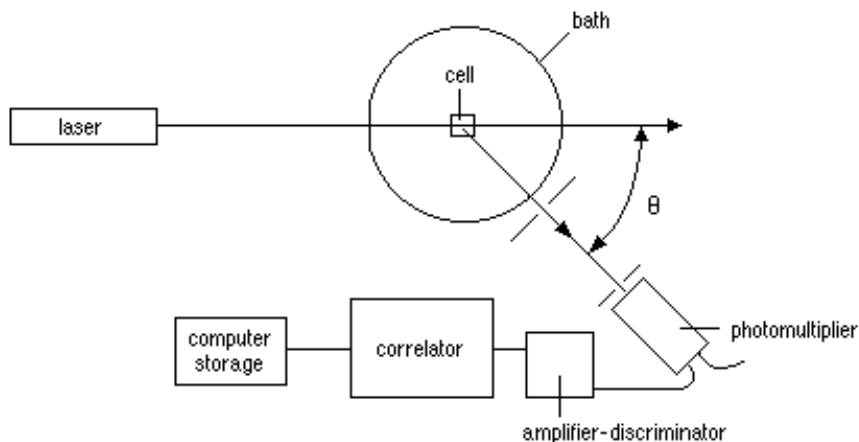 bath
cell
laser
θ
computer
storage
correlator
photomultiplier
amplifier-discriminator